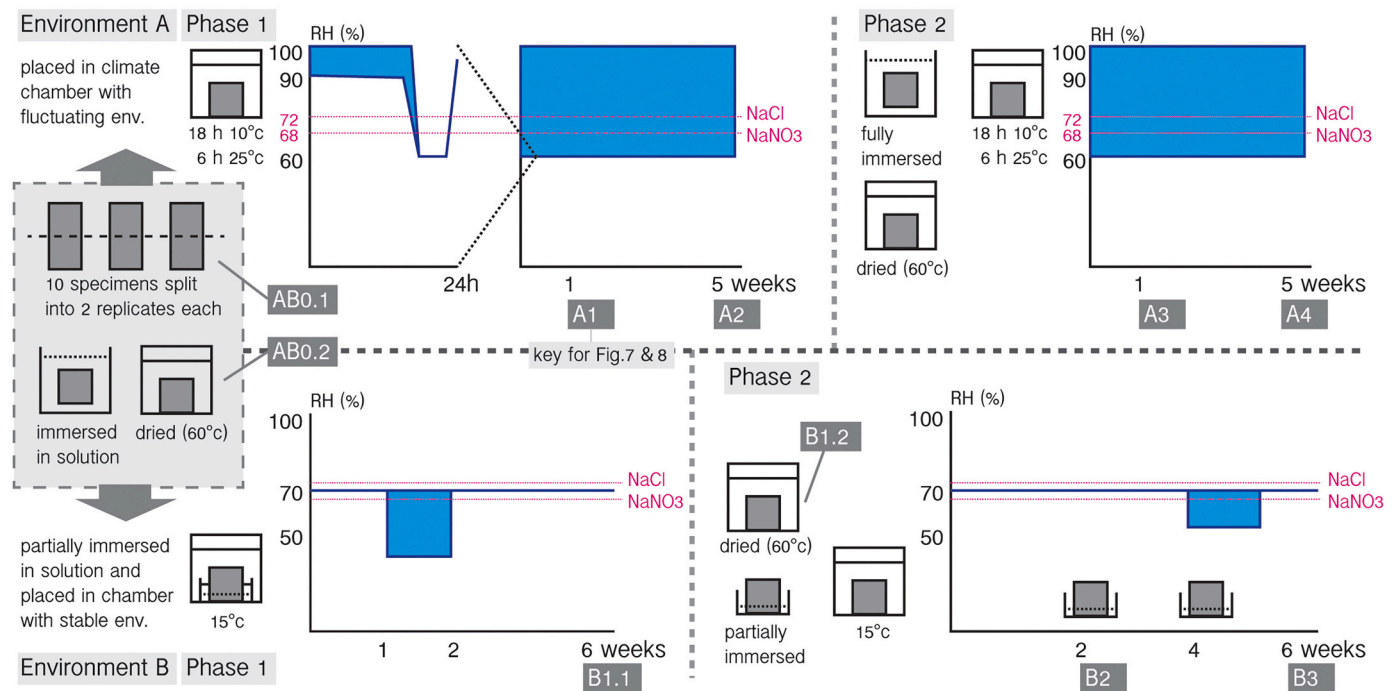 Environment A
Phase 1
placed in climate
chamber with
fluctuating env.
18 h 10°c
6 h 25°c
RH (%)
100
90
72
68
60
NaCl
NaNO3
24h
1
5 weeks
A1
A2
key for Fig.7 & 8
Phase 2
fully
immersed
dried (60°c)
18 h 10°c
6 h 25°c
RH (%)
100
90
72
68
60
NaCl
NaNO3
1
5 weeks
A3
A4
10 specimens split
into 2 replicates each
AB0.1
AB0.2
immersed
in solution
dried (60°c)
partially immersed
in solution and
placed in chamber
with stable env.
15°c
Environment B
Phase 1
RH (%)
100
70
50
NaCl
NaNO3
1
2
6 weeks
B1.1
Phase 2
B1.2
dried (60°c)
partially
immersed
15°c
RH (%)
100
70
50
NaCl
NaNO3
2
4
6 weeks
B2
B3